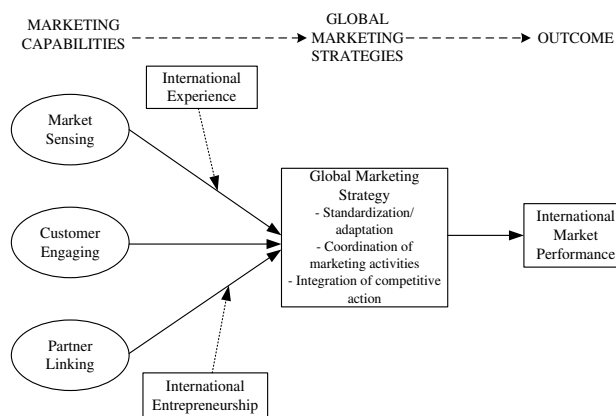 MARKETING
CAPABILITIES
GLOBAL
MARKETING
STRATEGIES
OUTCOME
International
Experience
Market
Sensing
Customer
Engaging
Partner
Linking
Global Marketing
Strategy
- Standardization/
adaptation
- Coordination of
marketing activities
- Integration of competitive
action
International
Market
Performance
International
Entrepreneurship